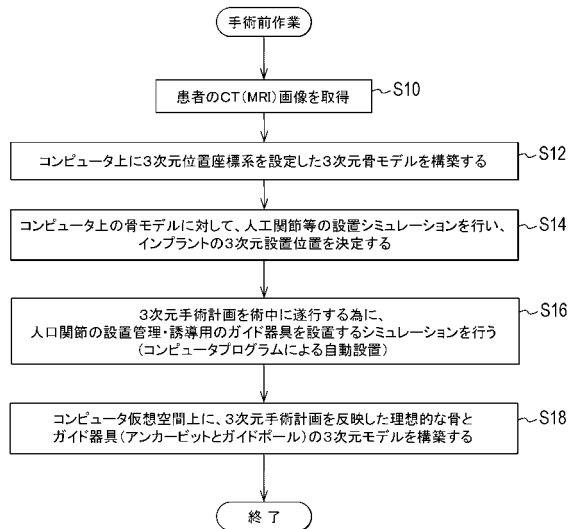 手術前作業
患者のCT(MRI)画像を取得
S10
コンピュータ上に3次元位置座標系を設定した3次元骨モデルを構築する
S12
コンピュータ上の骨モデルに対して、人工関節等の設置シミュレーションを行い、
インプラントの3次元設置位置を決定する
S14
3次元手術計画を術中に遂行する為に、
人口関節の設置管理・誘導用のガイド器具を設置するシミュレーションを行う
(コンピュータプログラムによる自動設置)
S16
コンピュータ仮想空間上に、3次元手術計画を反映した理想的な骨と
ガイド器具(アンカービットとガイドポール)の3次元モデルを構築する
S18
終了